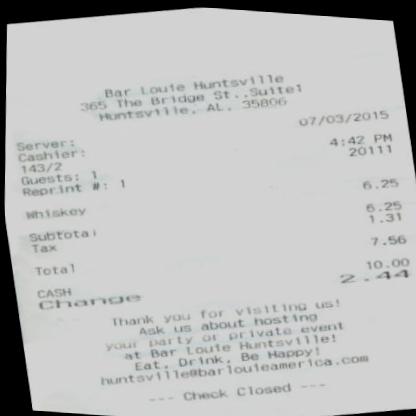 Bar Louie Huntsville
365 The Bridge St., Suite1
Huntsville, AL. 35806
07/03/2015
Server:
Cashier: 4:42 PM
143/2 20111
Guests: 1
Reprint #: 1
6.25
Whiskey
Subtotal 6.25
Tax 1.31
Total 7.56
CASH 10.00
Change 2.44
Thank you for visiting us!
Ask us about hosting
your party or private event
at Bar Louie Huntsville!
Eat, Drink, Be Happy!
huntsville@barlouieamerica.com
--- Check Closed ---